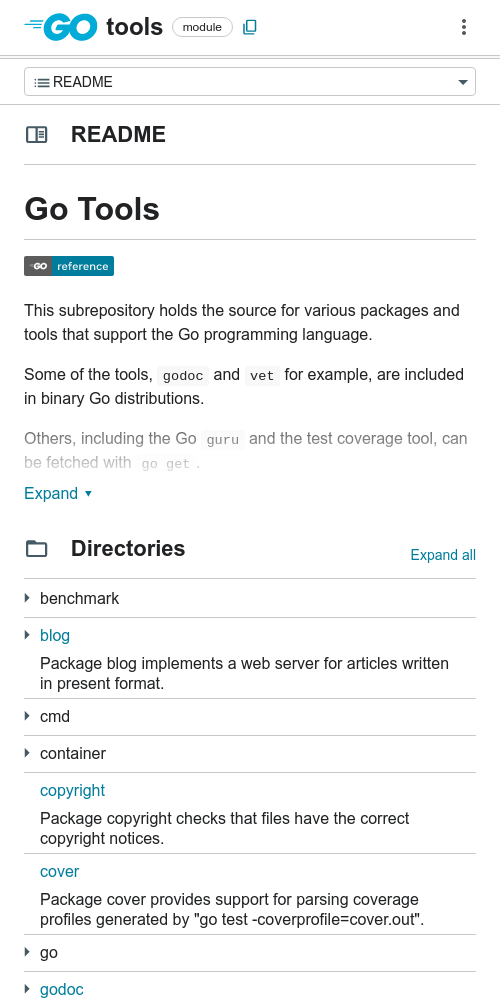 GO tools module
README
README
Go Tools
GO reference
This subrepository holds the source for various packages and
tools that support the Go programming language.
Some of the tools, godoc and vet for example, are included
in binary Go distributions.
Others, including the Go guru and the test coverage tool, can
be fetched with go get .
Expand
Directories
Expand all
benchmark
blog
Package blog implements a web server for articles written
in present format.
cmd
container
copyright
Package copyright checks that files have the correct
copyright notices.
cover
Package cover provides support for parsing coverage
profiles generated by "go test -coverprofile=cover.out".
go
godoc